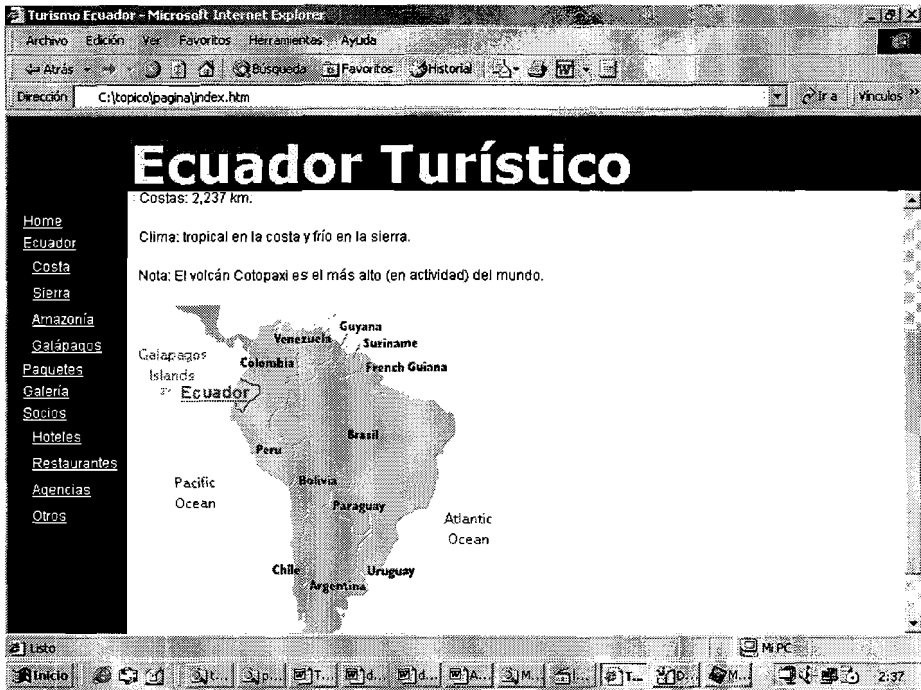 Turismo Ecuador - Microsoft Internet Explorer
Archivo Edición Ver Favoritos Herramientas Ayuda
Atrás Búsqueda Favoritos Historial
Dirección C:\topico\pagina\index.htm Ir a Vínculos »
Ecuador Turístico
Costas: 2,237 km.
Clima: tropical en la costa y frío en la sierra.
Nota: El volcán Cotopaxi es el más alto (en actividad) del mundo.
Home
Ecuador
Costa
Sierra
Amazonía
Galápagos
Paquetes
Galería
Socios
Hoteles
Restaurantes
Agencias
Otros
Guyana
Venezuela
Suriname
Galapagos
Islands
Colombia
French Guiana
Ecuador
Brasil
Peru
Bolivia
Pacific
Ocean
Paraguay
Atlantic
Ocean
Chile
Uruguay
Argentina
Listo Mi PC
Inicio 2:37